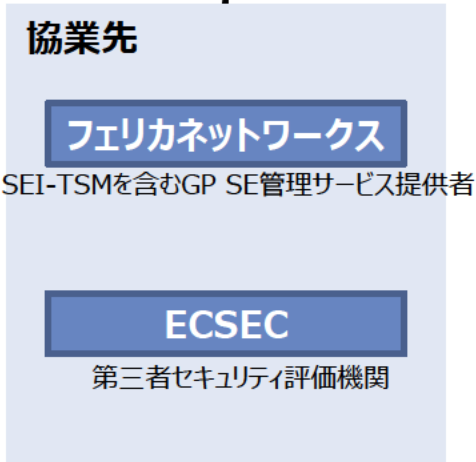 協業先
フェリカネットワークス
SEI-TSMを含むGP SE管理サービス提供者
ECSEC
第三者セキュリティ評価機関